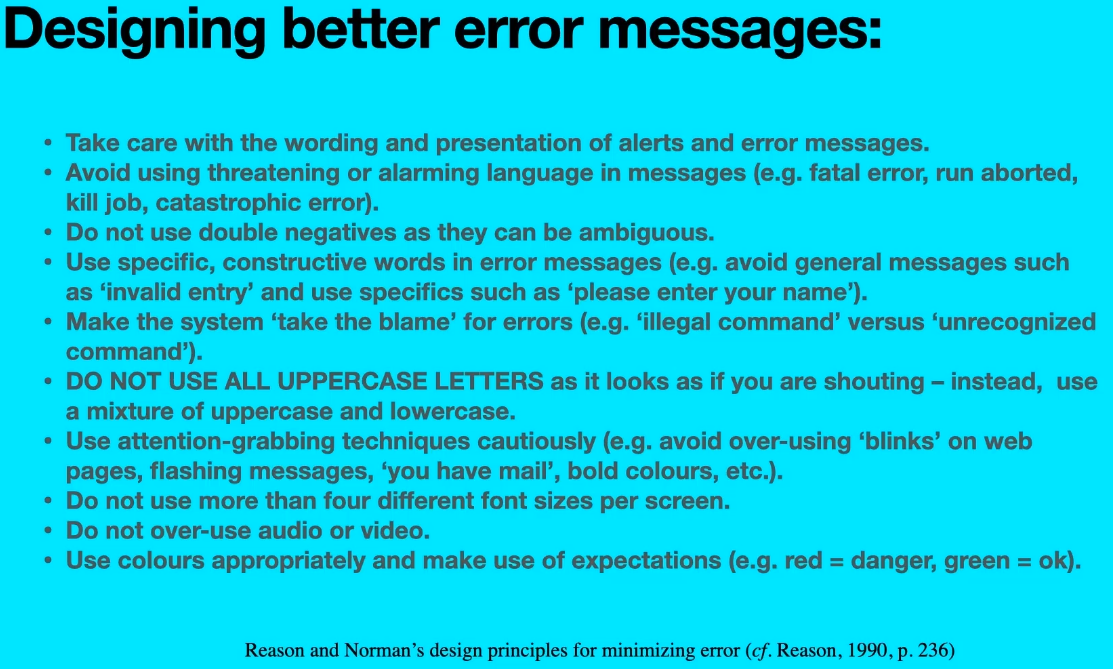 Designing better error messages:
• Take care with the wording and presentation of alerts and error messages.
• Avoid using threatening or alarming language in messages (e.g. fatal error, run aborted,
kill job, catastrophic error).
• Do not use double negatives as they can be ambiguous.
• Use specific, constructive words in error messages (e.g. avoid general messages such
as ‘invalid entry’ and use specifics such as ‘please enter your name’).
• Make the system ‘take the blame’ for errors (e.g. ‘illegal command’ versus ‘unrecognized
command’).
• DO NOT USE ALL UPPERCASE LETTERS as it looks as if you are shouting – instead,  use
a mixture of uppercase and lowercase.
• Use attention-grabbing techniques cautiously (e.g. avoid over-using ‘blinks’ on web
pages, flashing messages, ‘you have mail’, bold colours, etc.).
• Do not use more than four different font sizes per screen.
• Do not over-use audio or video.
• Use colours appropriately and make use of expectations (e.g. red = danger, green = ok).
Reason and Norman’s design principles for minimizing error (cf. Reason, 1990, p. 236)